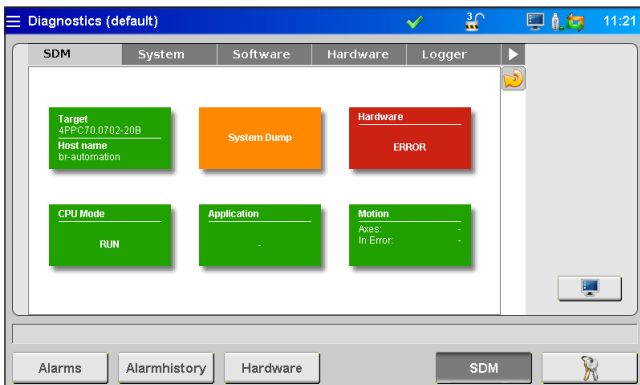 Diagnostics (default)
3
11:21
SDM System Software Hardware Logger
Target
4PPC70.0702-20B
Host name
br-automation
System Dump
Hardware
ERROR
CPU Mode
RUN
Application
-
Motion
Axes: -
In Error: -
Alarms Alarmhistory Hardware SDM